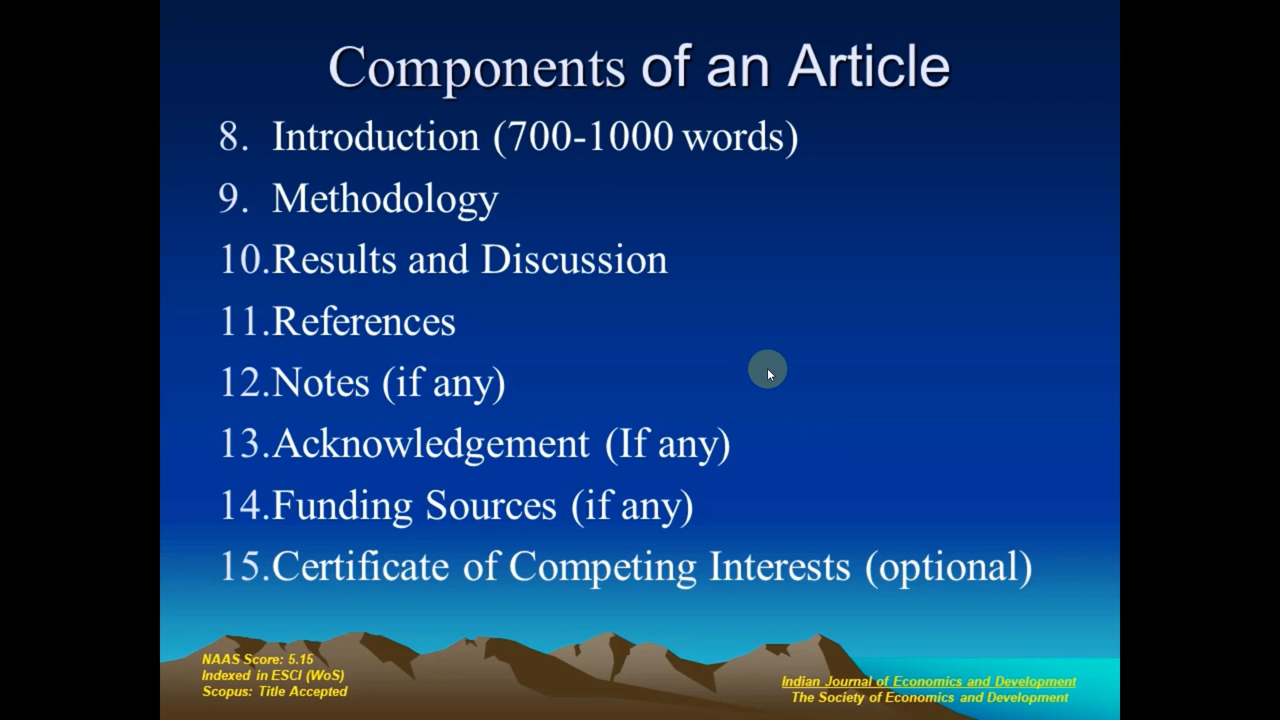 Components of an Article
8. Introduction (700-1000 words)
9. Methodology
10.Results and Discussion
11.References
12.Notes (if any)
13.Acknowledgement (If any)
14.Funding Sources (if any)
15.Certificate of Competing Interests (optional)
NAAS Score: 5.15
Indexed in ESCI (WoS)
Scopus: Title Accepted
Indian Journal of Economics and Development
The Society of Economics and Development